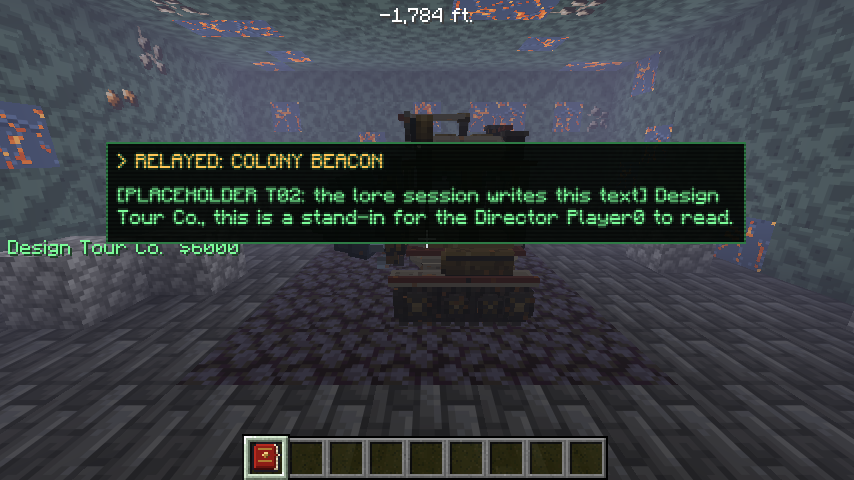 -1,784 ft.
> RELAYED: COLONY BEACON
[PLACEHOLDER T02: the lore session writes this text] Design
Tour Co., this is a stand-in for the Director Player0 to read.
Design Tour Co. $6000